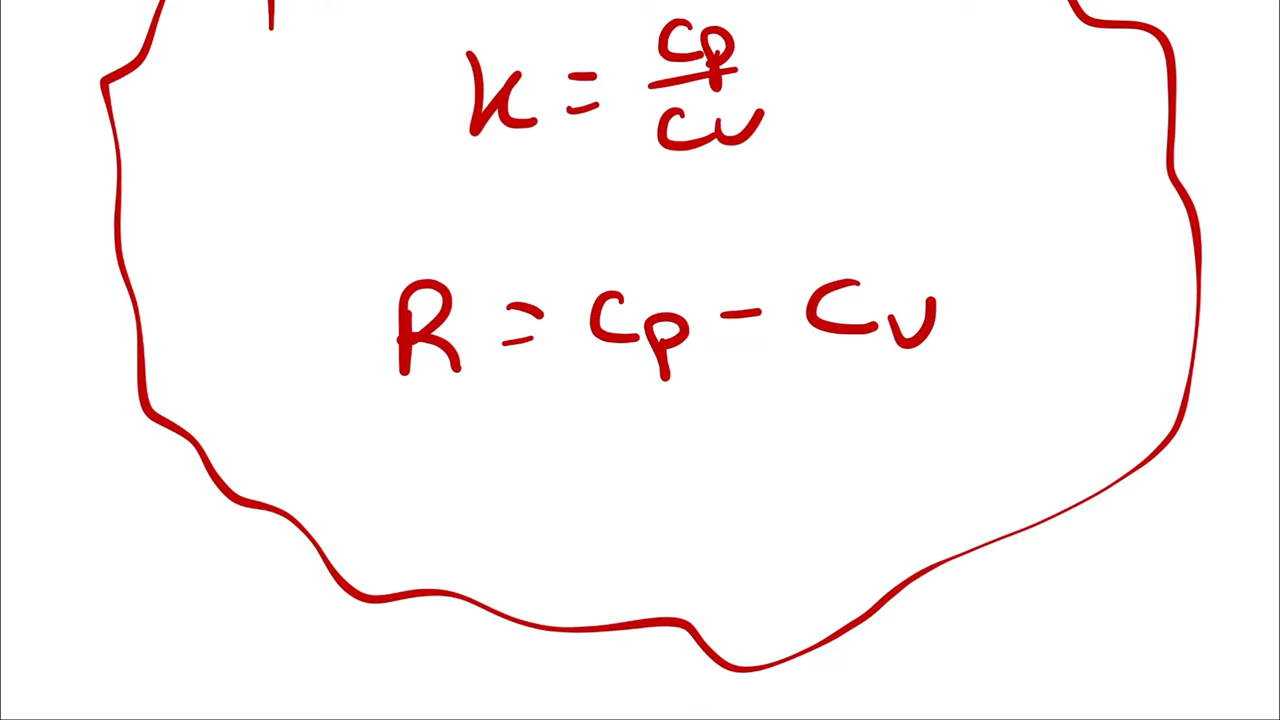 K = Cp/Cv
R = Cp - Cv